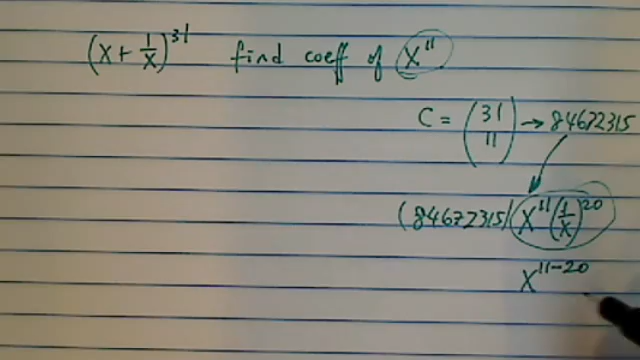 (x + 1/x)^31 find coeff of x^11
C = (31 11) → 84672315
(84672315)(x^11 (1/x)^20)
x^11-20